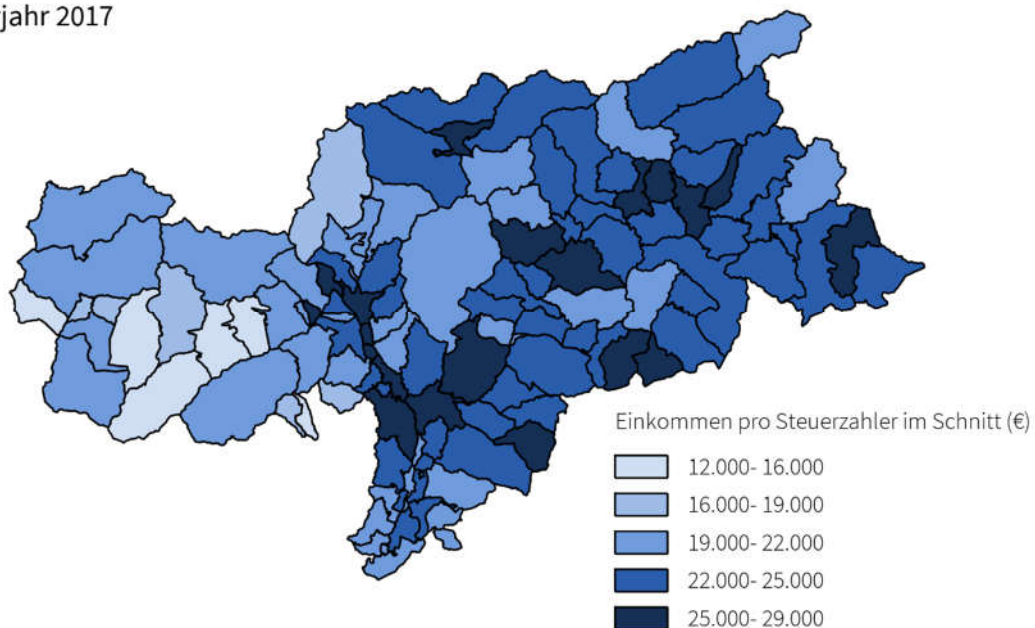 jahr 2017
Einkommen pro Steuerzahler im Schnitt (€)
12.000- 16.000
16.000- 19.000
19.000- 22.000
22.000- 25.000
25.000- 29.000